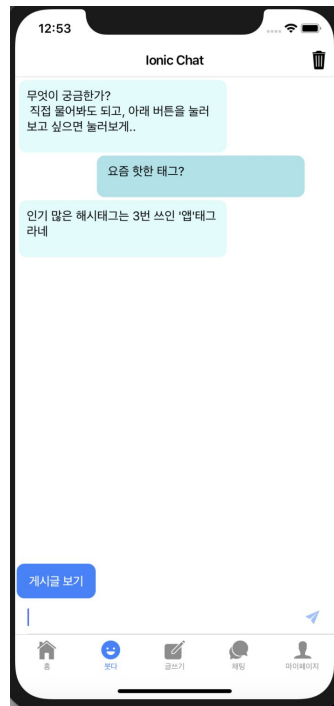 12:53
Ionic Chat
무엇이 궁금한가?
직접 물어봐도 되고, 아래 버튼을 눌러
보고 싶으면 눌러보게..
요즘 핫한 태그?
인기 많은 해시태그는 3번 쓰인 '앱'태그
라네
게시글 보기
홈
봇다
글쓰기
채팅
마이페이지